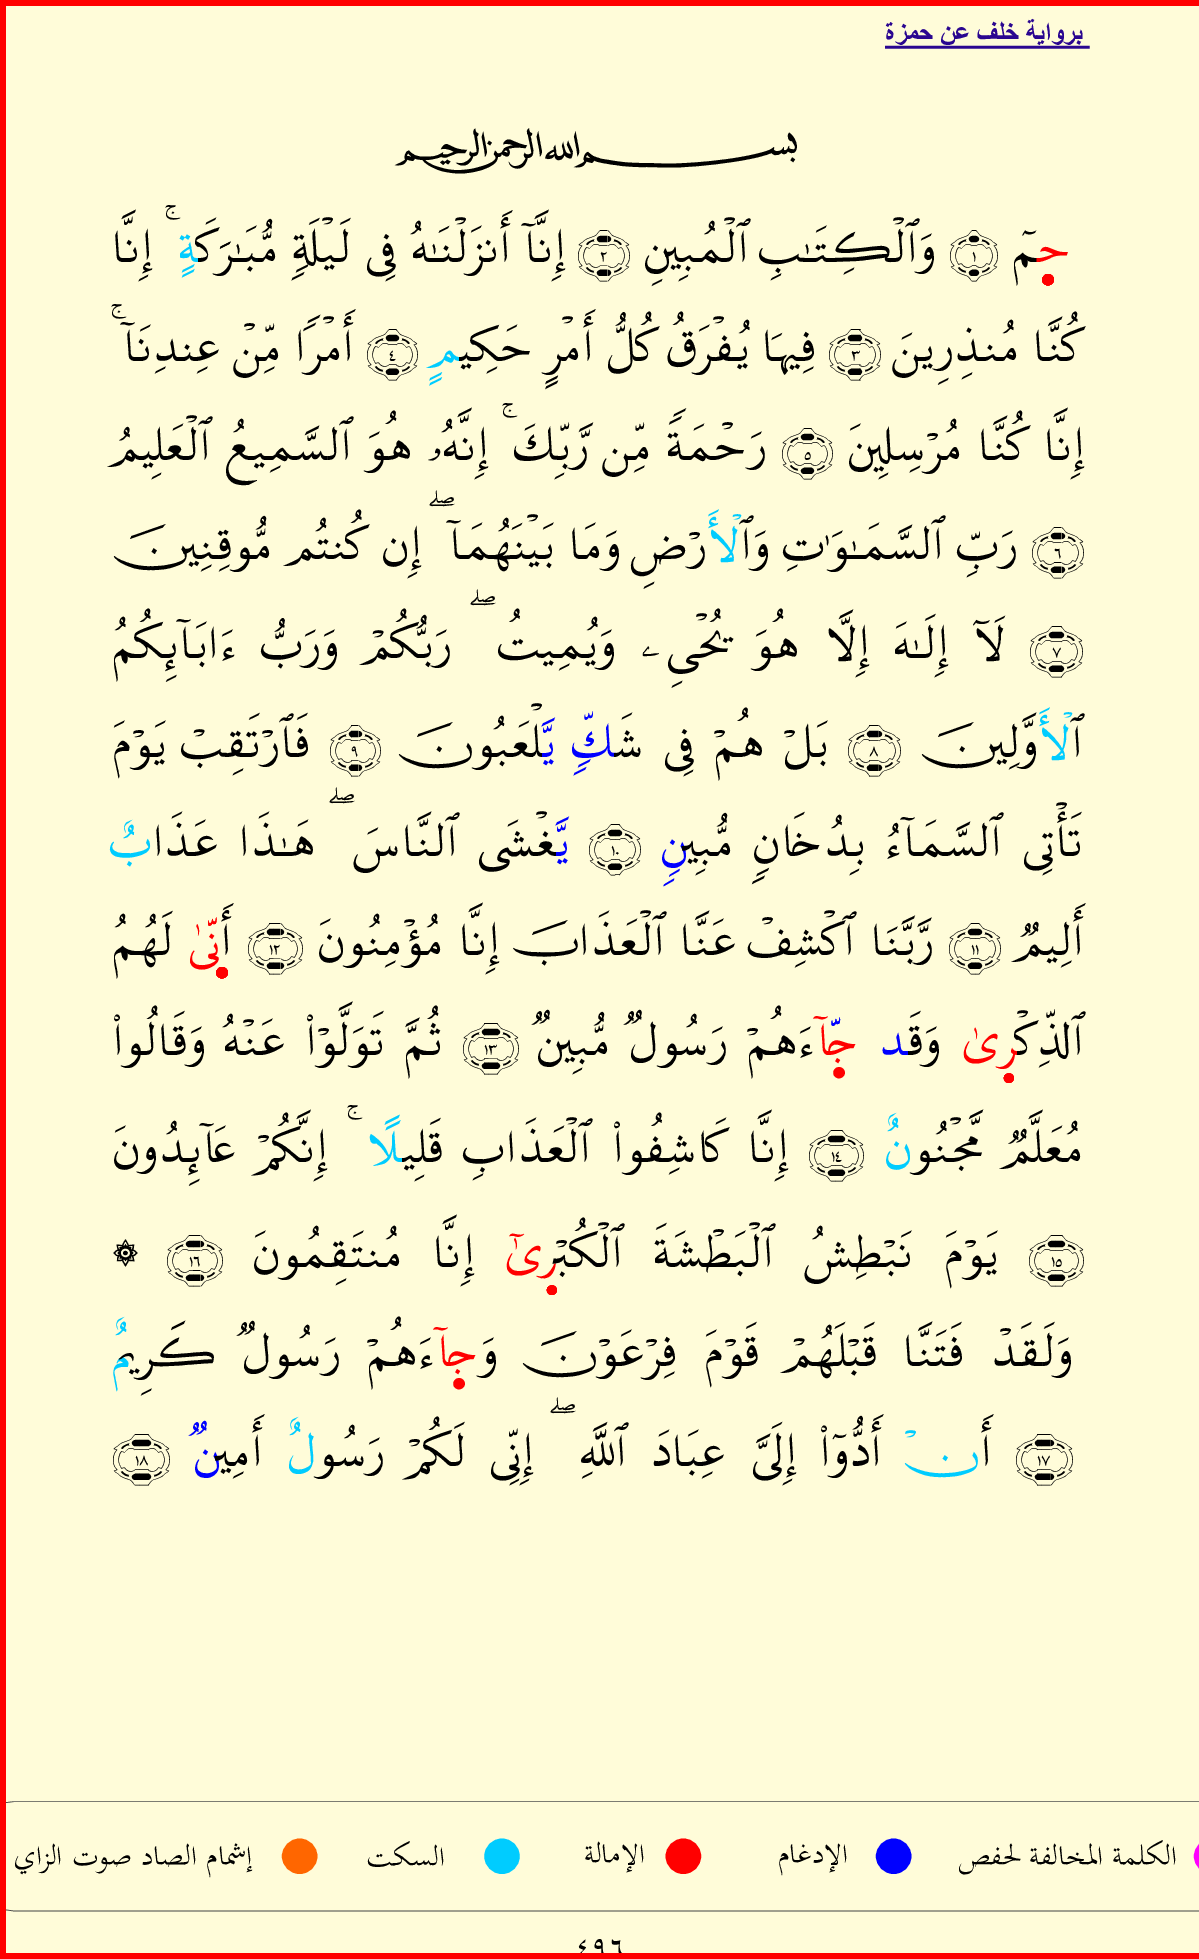 برواية خلف عن حمزة
بسم الله الرحمن الرحيم
حمٓ ١ وَٱلْكِتَـٰبِ ٱلْمُبِينِ ٢ إِنَّآ أَنزَلْنَـٰهُ فِى لَيْلَةٍ مُّبَـٰرَكَةٍ ۚ إِنَّا
كُنَّا مُنذِرِينَ ٣ فِيهَا يُفْرَقُ كُلُّ أَمْرٍ حَكِيمٍ ٤ أَمْرًا مِّنْ عِندِنَآ ۚ
إِنَّا كُنَّا مُرْسِلِينَ ٥ رَحْمَةً مِّن رَّبِّكَ ۚ إِنَّهُۥ هُوَ ٱلسَّمِيعُ ٱلْعَلِيمُ
٦ رَبِّ ٱلسَّمَـٰوَٰتِ وَٱلْأَرْضِ وَمَا بَيْنَهُمَآ ۖ إِن كُنتُم مُّوقِنِينَ
٧ لَآ إِلَـٰهَ إِلَّا هُوَ يُحْىِۦ وَيُمِيتُ ۖ رَبُّكُمْ وَرَبُّ ءَابَآئِكُمُ
ٱلْأَوَّلِينَ ٨ بَلْ هُمْ فِى شَكٍّ يَّلْعَبُونَ ٩ فَٱرْتَقِبْ يَوْمَ
تَأْتِى ٱلسَّمَآءُ بِدُخَانٍ مُّبِينٍ ١٠ يَّغْشَى ٱلنَّاسَ ۖ هَـٰذَا عَذَابٌ
أَلِيمٌ ١١ رَّبَّنَا ٱكْشِفْ عَنَّا ٱلْعَذَابَ إِنَّا مُؤْمِنُونَ ١٢ أَنّىٰ لَهُمُ
ٱلذِّكْرىٰ وَقَد جّآءَهُمْ رَسُولٌ مُّبِينٌ ١٣ ثُمَّ تَوَلَّوْا۟ عَنْهُ وَقَالُوا۟
مُعَلَّمٌ مَّجْنُونٌ ١٤ إِنَّا كَاشِفُوا۟ ٱلْعَذَابِ قَلِيلًا ۚ إِنَّكُمْ عَآئِدُونَ
١٥ يَوْمَ نَبْطِشُ ٱلْبَطْشَةَ ٱلْكُبْرىٰٓ إِنَّا مُنتَقِمُونَ ١٦ ۞
وَلَقَدْ فَتَنَّا قَبْلَهُمْ قَوْمَ فِرْعَوْنَ وَجآءَهُمْ رَسُولٌ كَرِيمٌ
١٧ أَنْ أَدُّوٓا۟ إِلَىَّ عِبَادَ ٱللَّهِ ۖ إِنِّى لَكُمْ رَسُولٌ أَمِينٌ ١٨
الكلمة المخالفة لحفص الإدغام الإمالة السكت إشمام الصاد صوت الزاي
٤٩٦